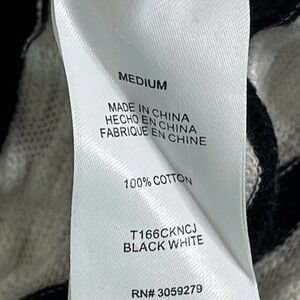 MEDIUM
MADE IN CHINA
HECHO EN CHINA
FABRIQUE EN CHINE
100% COTTON
T166CKNCJ
BLACK WHITE
RN# 3059279